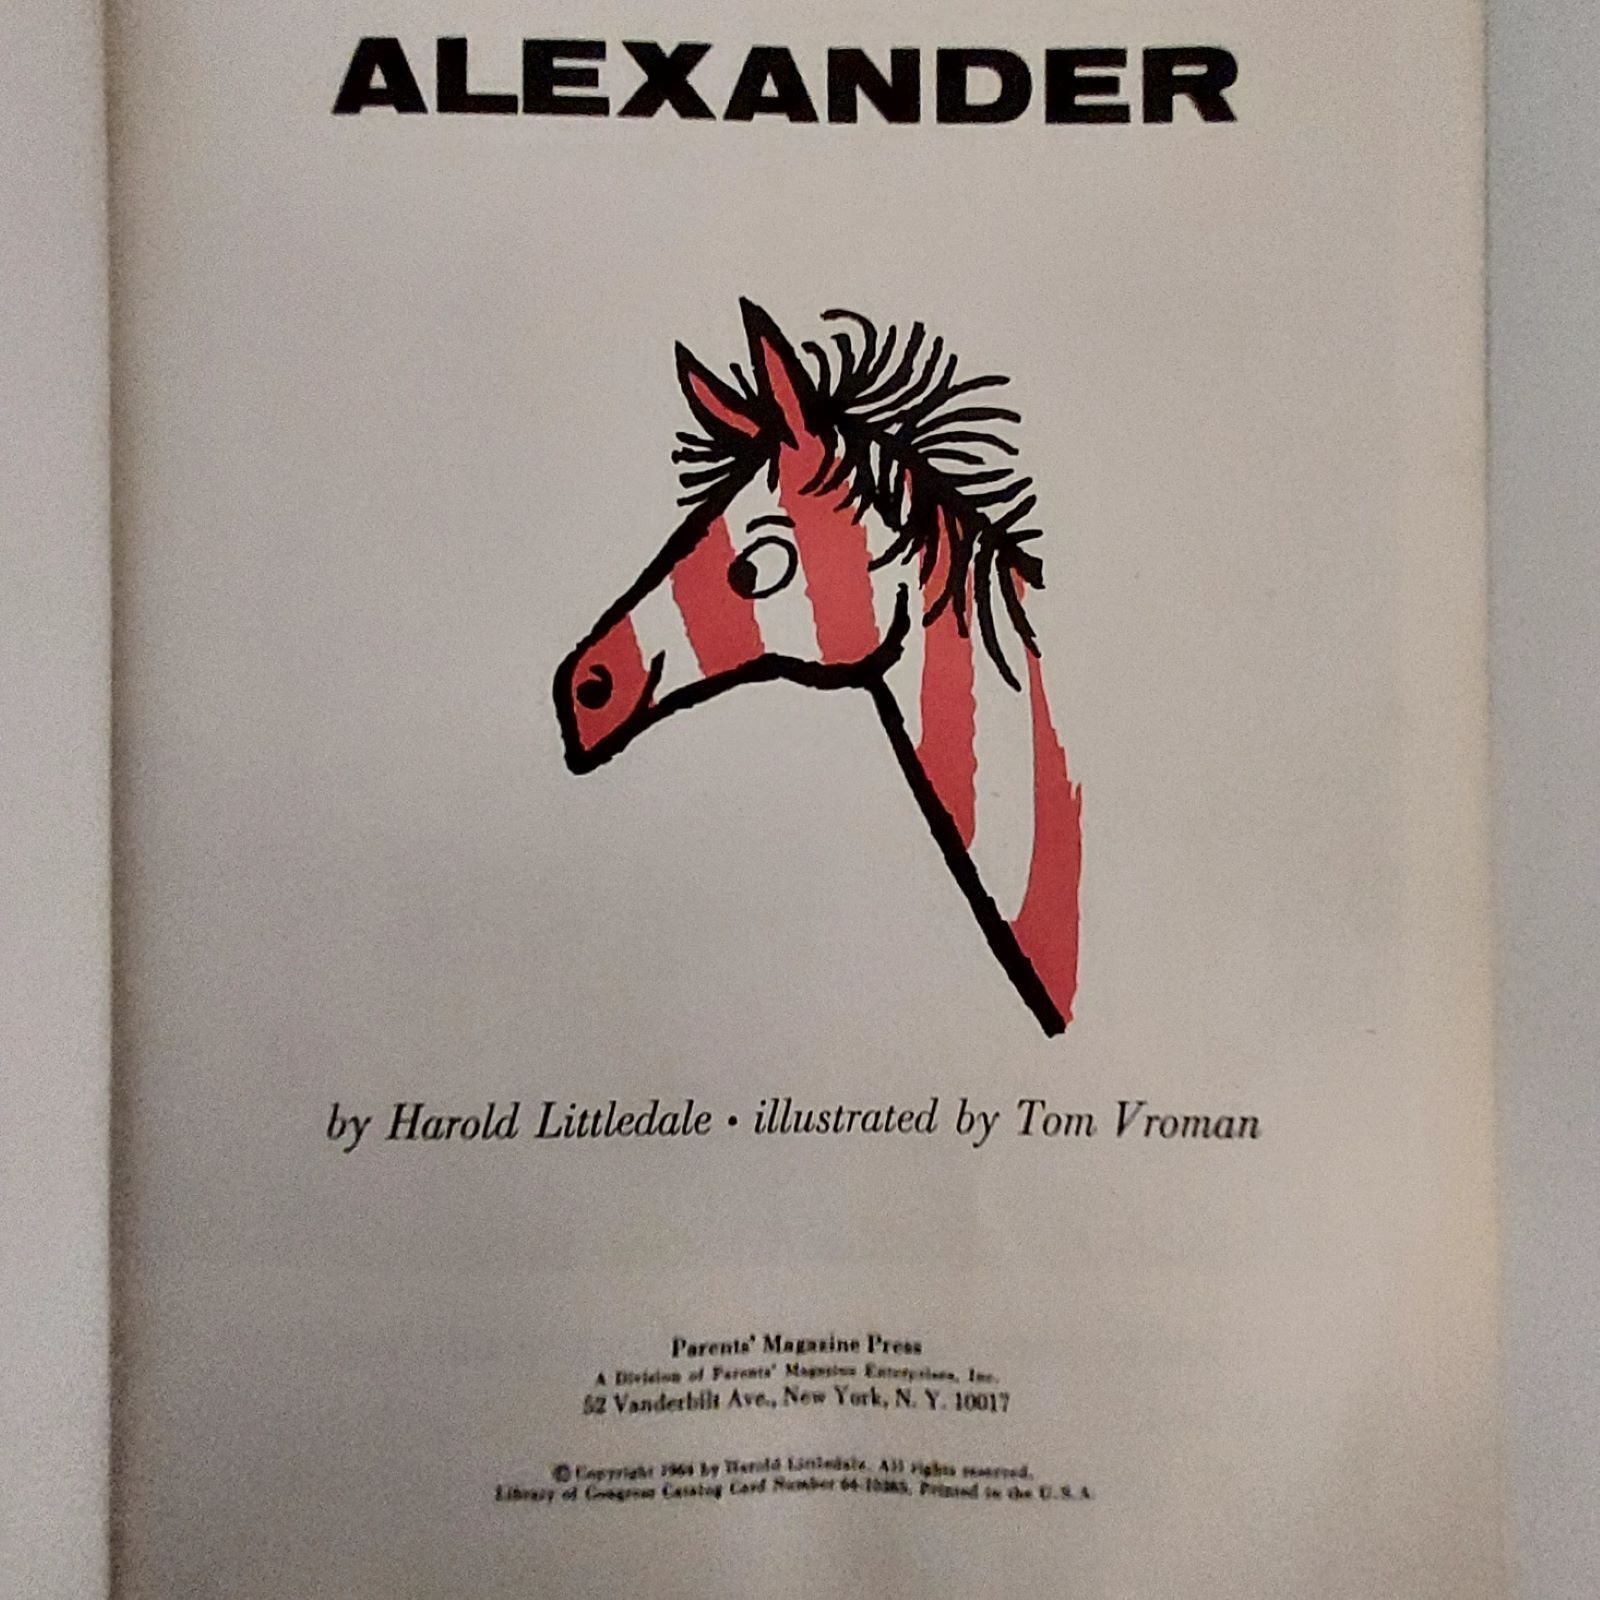 ALEXANDER
by Harold Littledale • illustrated by Tom Vroman
Parents' Magazine Press
A Division of Parents' Magazine Enterprises, Inc.
52 Vanderbilt Ave., New York, N. Y. 10017
© Copyright 1964 by Harold Littledale. All rights reserved.
Library of Congress Catalog Card Number Printed in the U.S.A.